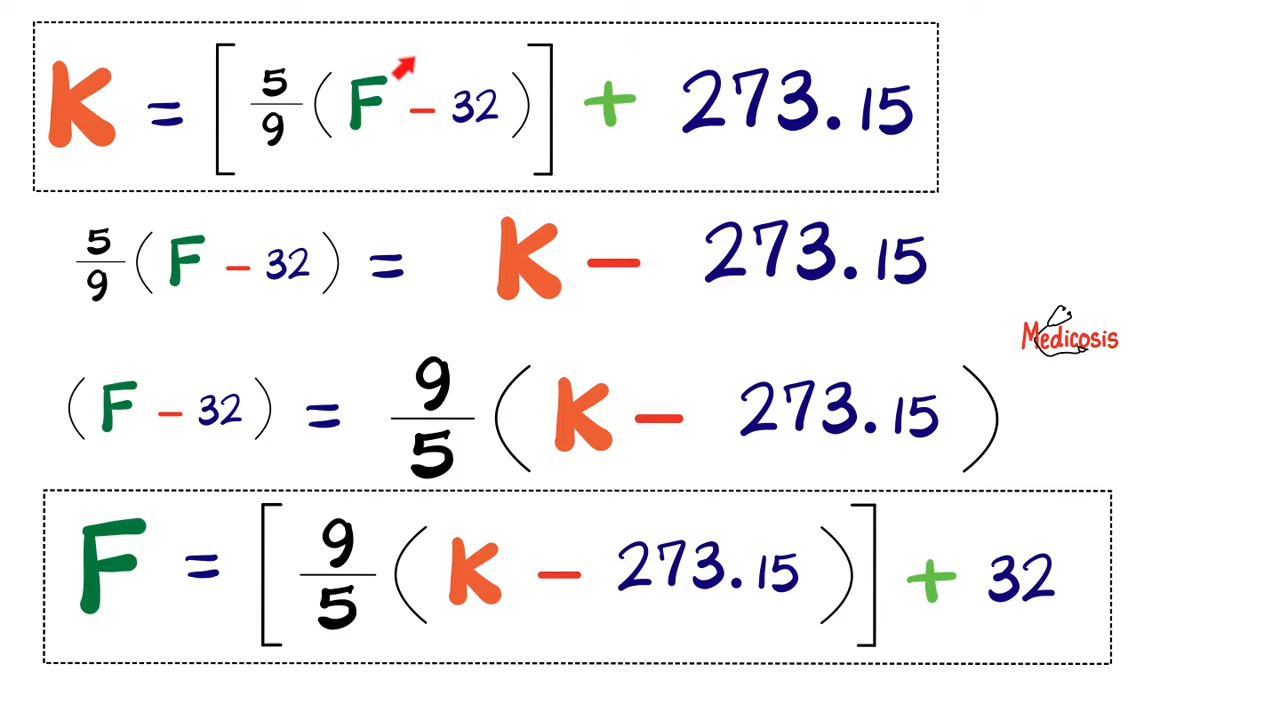 K = [ 5/9 ( F − 32 ) ] + 273.15
5/9 ( F − 32 ) = K − 273.15
Medicosis
( F − 32 ) = 9/5 ( K − 273.15 )
F = [ 9/5 ( K − 273.15 ) ] + 32